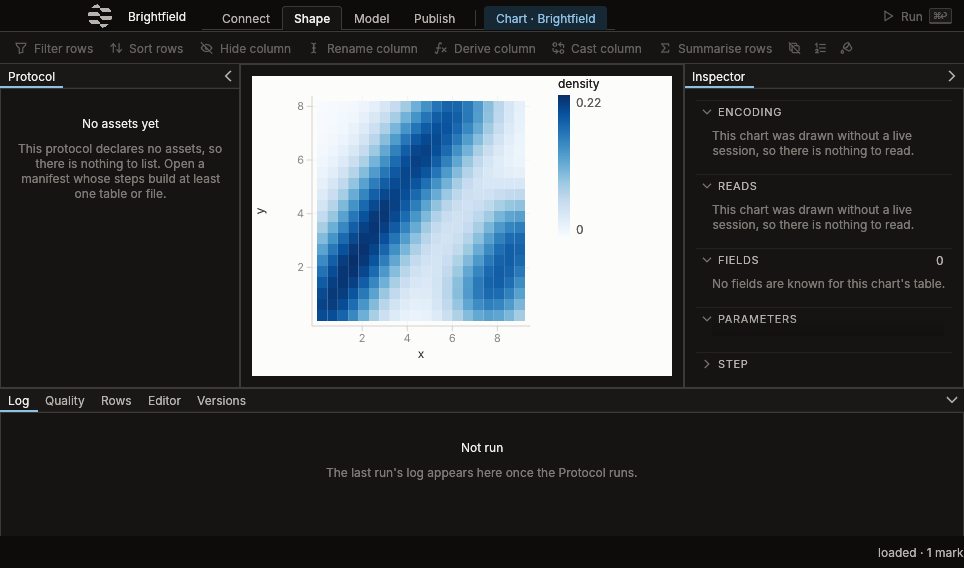 Brightfield
Connect
Shape
Model
Publish
Chart · Brightfield
Run
Filter rows
Sort rows
Hide column
Rename column
Derive column
Cast column
Summarise rows
Protocol
No assets yet
This protocol declares no assets, so
there is nothing to list. Open a
manifest whose steps build at least
one table or file.
density
0.22
0
y
8
6
4
2
2
4
6
8
x
Inspector
ENCODING
This chart was drawn without a live
session, so there is nothing to read.
READS
This chart was drawn without a live
session, so there is nothing to read.
FIELDS
0
No fields are known for this chart's table.
PARAMETERS
STEP
Log
Quality
Rows
Editor
Versions
Not run
The last run's log appears here once the Protocol runs.
loaded · 1 mark